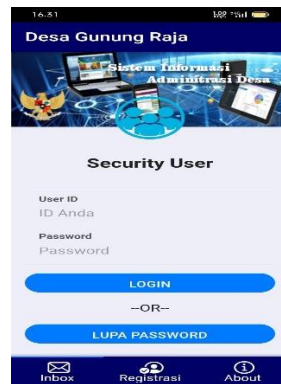 16.31
Desa Gunung Raja
Sistem Informasi
Adminitrasi Desa
Security User
User ID
ID Anda
Password
Password
LOGIN
--OR--
LUPA PASSWORD
Inbox Registrasi About